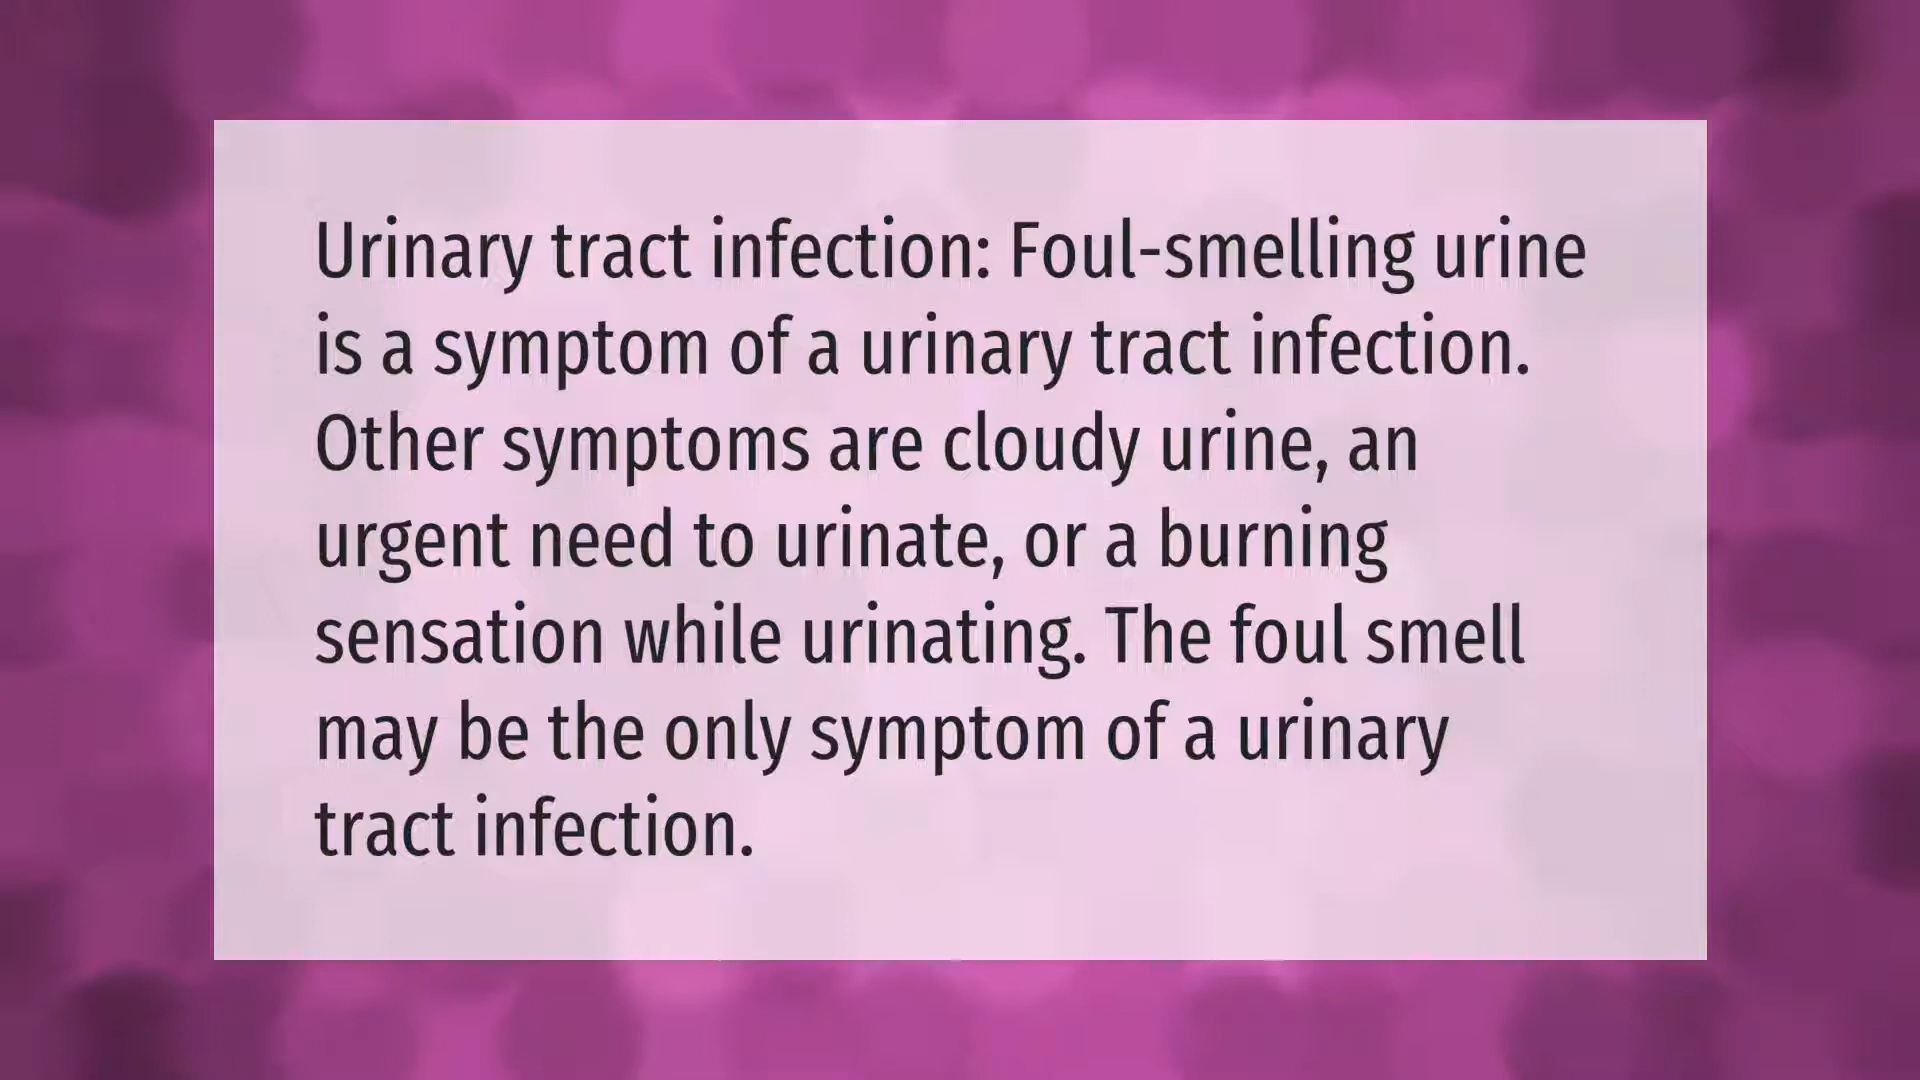 Urinary tract infection: Foul-smelling urine
is a symptom of a urinary tract infection.
Other symptoms are cloudy urine, an
urgent need to urinate, or a burning
sensation while urinating. The foul smell
may be the only symptom of a urinary
tract infection.